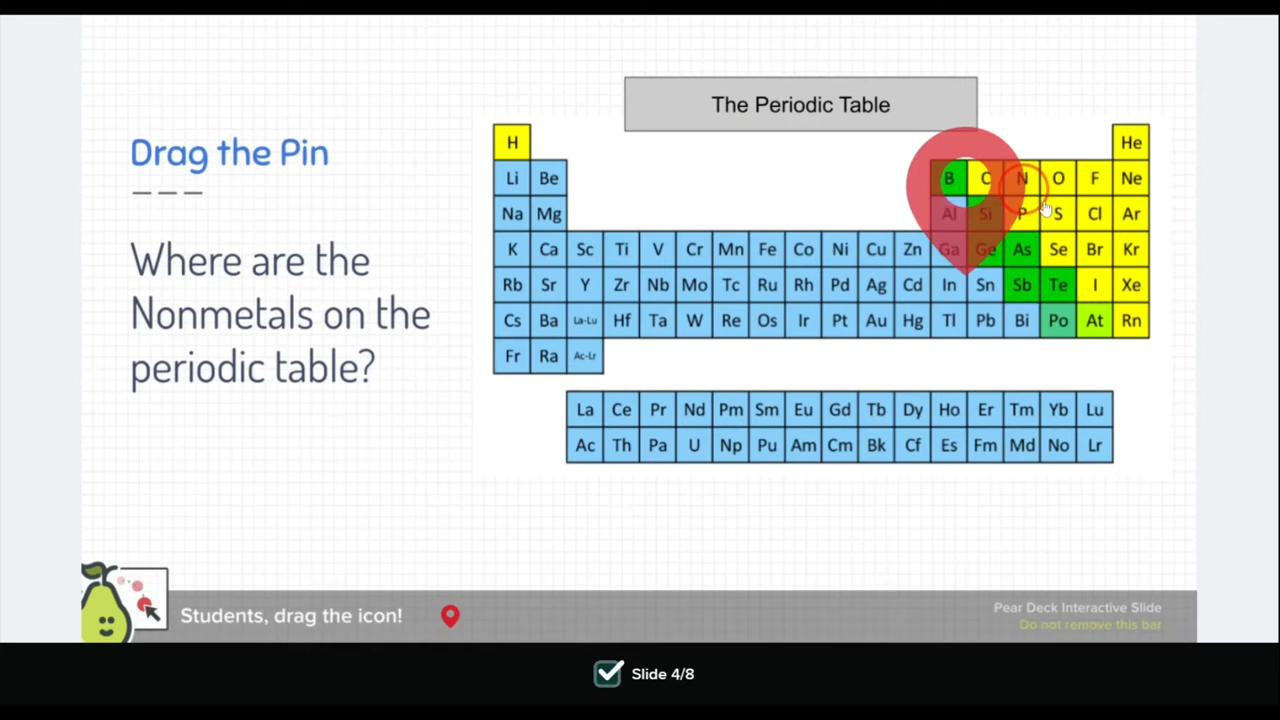 The Periodic Table
Drag the Pin
Where are the
Nonmetals on the
periodic table?
H He
Li Be B C N O F Ne
Na Mg Al Si P S Cl Ar
K Ca Sc Ti V Cr Mn Fe Co Ni Cu Zn Ga Ge As Se Br Kr
Rb Sr Y Zr Nb Mo Tc Ru Rh Pd Ag Cd In Sn Sb Te I Xe
Cs Ba La-Lu Hf Ta W Re Os Ir Pt Au Hg Tl Pb Bi Po At Rn
Fr Ra Ac-Lr
La Ce Pr Nd Pm Sm Eu Gd Tb Dy Ho Er Tm Yb Lu
Ac Th Pa U Np Pu Am Cm Bk Cf Es Fm Md No Lr
Students, drag the icon!
Pear Deck Interactive Slide
Do not remove this bar
Slide 4/8